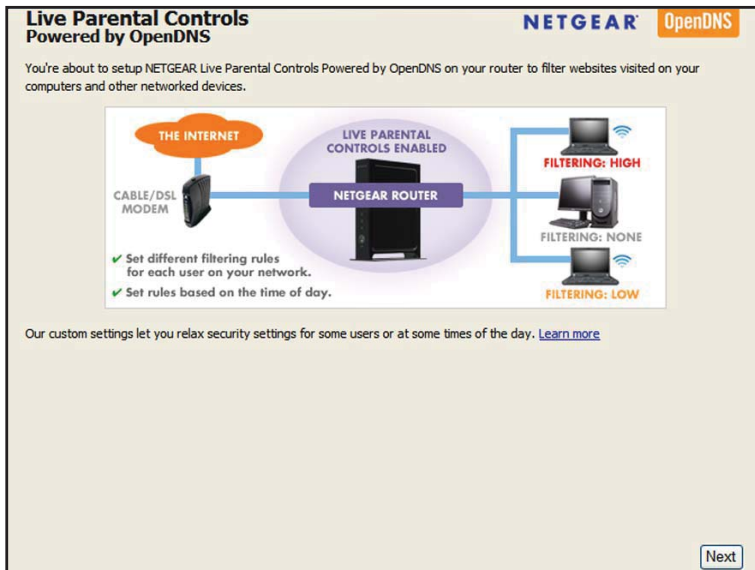 Live Parental Controls
Powered by OpenDNS
NETGEAR
OpenDNS
You're about to setup NETGEAR Live Parental Controls Powered by OpenDNS on your router to filter websites visited on your
computers and other networked devices.
THE INTERNET
CABLE/DSL
MODEM
LIVE PARENTAL
CONTROLS ENABLED
NETGEAR ROUTER
FILTERING: HIGH
FILTERING: NONE
FILTERING: LOW
✔ Set different filtering rules
for each user on your network.
✔ Set rules based on the time of day.
Our custom settings let you relax security settings for some users or at some times of the day. Learn more
Next